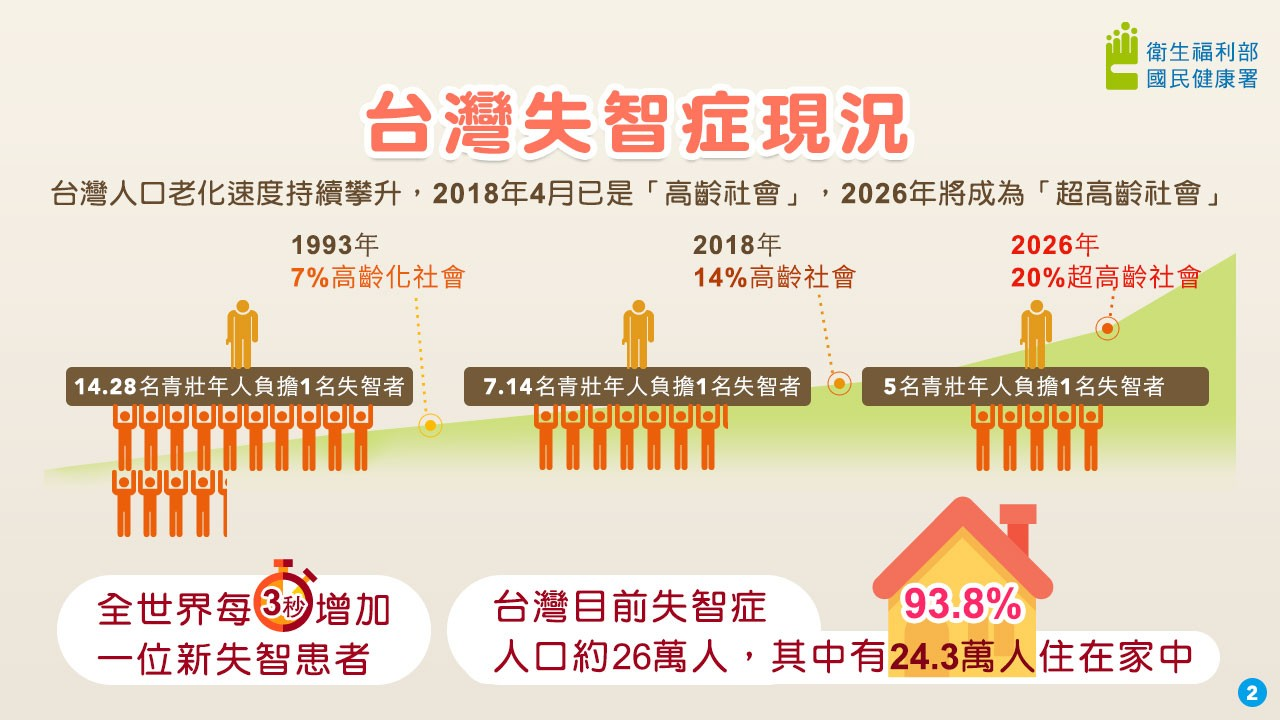 衛生福利部
國民健康署
台灣失智症現況
台灣人口老化速度持續攀升，2018年4月已是「高齡社會」，2026年將成為「超高齡社會」
1993年
7%高齡化社會
2018年
14%高齡社會
2026年
20%超高齡社會
14.28名青壯年人負擔1名失智者
7.14名青壯年人負擔1名失智者
5名青壯年人負擔1名失智者
全世界每3秒增加
一位新失智患者
台灣目前失智症
93.8%
人口約26萬人，其中有24.3萬人住在家中
2